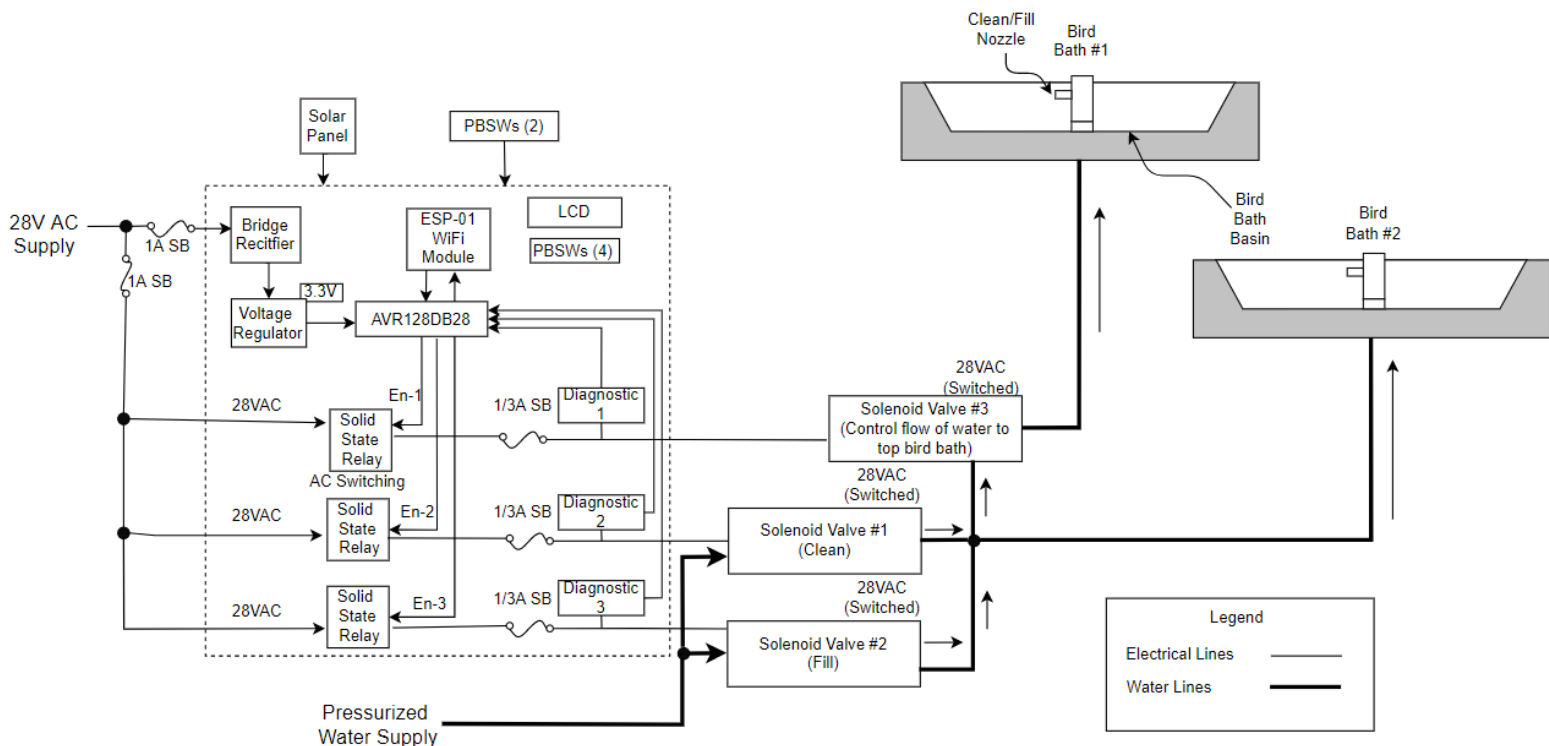 Clean/Fill
Nozzle
Bird
Bath #1
Solar
Panel
PBSWs (2)
28V AC
Supply
1A SB
1A SB
Bridge
Recitfier
ESP-01
WiFi
Module
LCD
PBSWs (4)
Bird
Bath
Basin
Bird
Bath #2
3.3V
Voltage
Regulator
AVR128DB28
28VAC
En-1
Solid
State
Relay
AC Switching
1/3A SB
Diagnostic
1
28VAC
(Switched)
Solenoid Valve #3
(Control flow of water to
top bird bath)
28VAC
En-2
Solid
State
Relay
1/3A SB
Diagnostic
2
28VAC
(Switched)
Solenoid Valve #1
(Clean)
28VAC
En-3
Solid
State
Relay
1/3A SB
Diagnostic
3
28VAC
(Switched)
Solenoid Valve #2
(Fill)
Pressurized
Water Supply
Legend
Electrical Lines
Water Lines